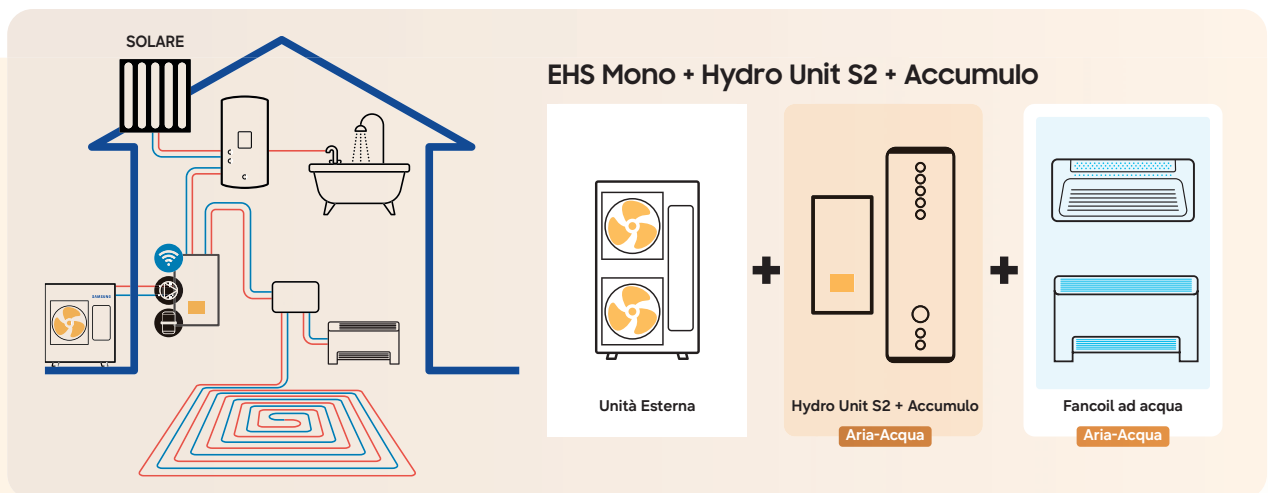 SOLARE
EHS Mono + Hydro Unit S2 + Accumulo
SAMSUNG
Unità Esterna
Hydro Unit S2 + Accumulo
Fancoil ad acqua
Aria-Acqua
Aria-Acqua